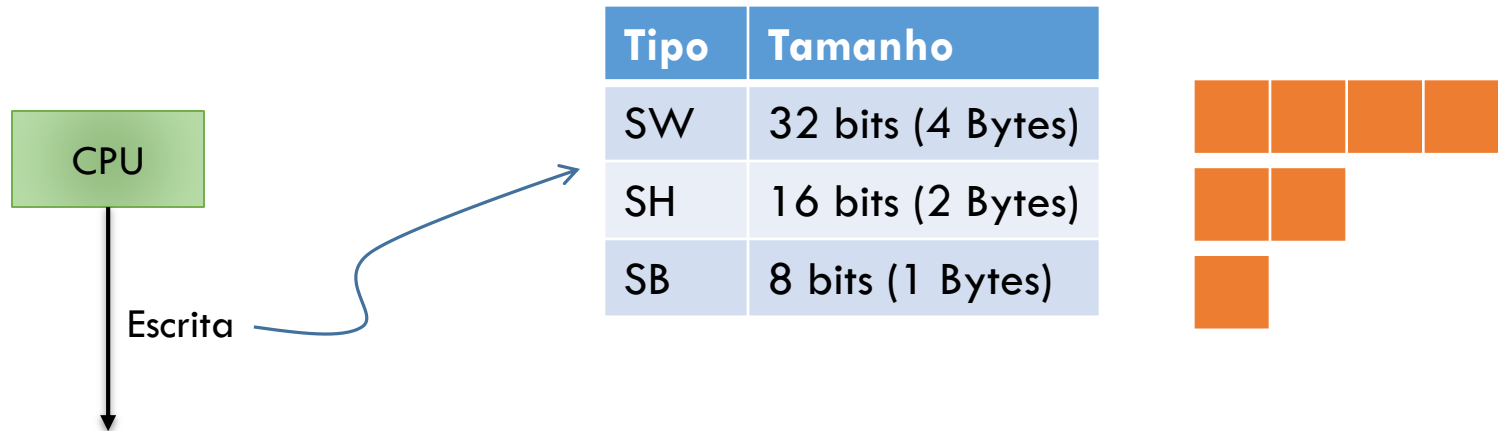 CPU
Escrita
Tipo Tamanho
SW 32 bits (4 Bytes)
SH 16 bits (2 Bytes)
SB 8 bits (1 Bytes)